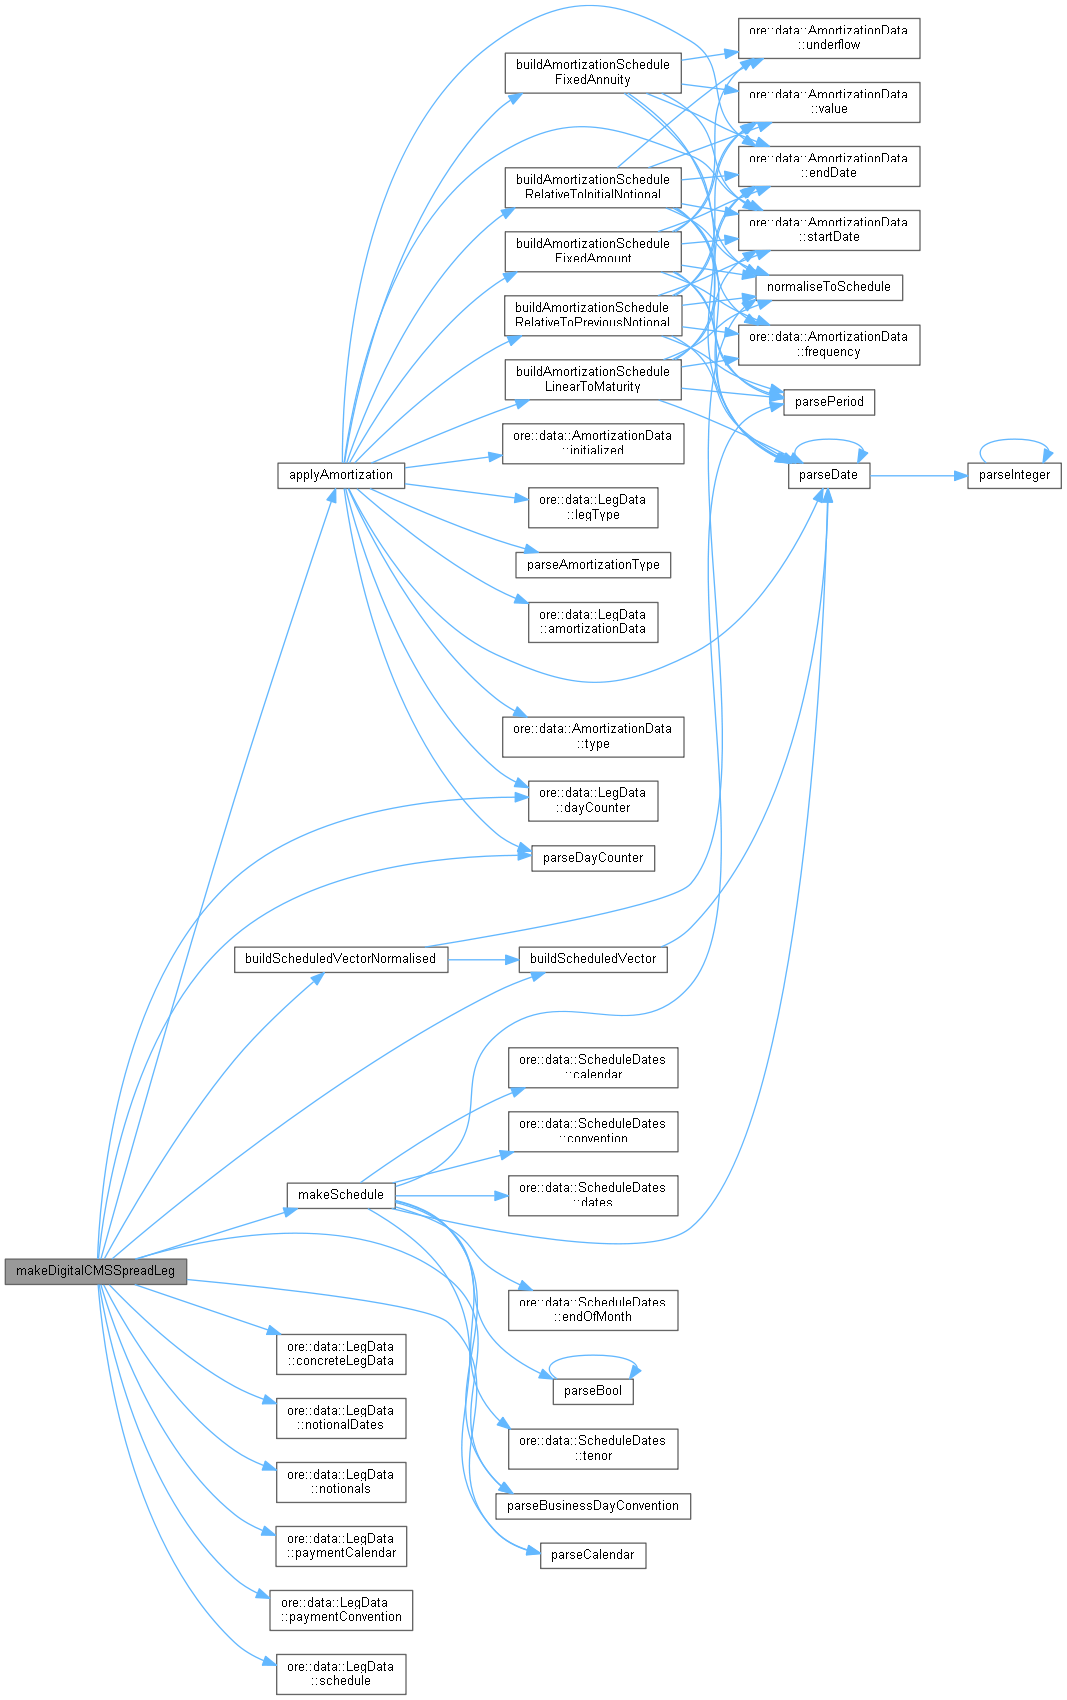 ore::data::AmortizationData
::underflow
buildAmortizationSchedule
FixedAnnuity
ore::data::AmortizationData
::value
ore::data::AmortizationData
::endDate
buildAmortizationSchedule
RelativeToInitialNotional
ore::data::AmortizationData
::startDate
buildAmortizationSchedule
FixedAmount
normaliseToSchedule
buildAmortizationSchedule
RelativeToPreviousNotional
ore::data::AmortizationData
::frequency
buildAmortizationSchedule
LinearToMaturity
parsePeriod
ore::data::AmortizationData
::initialized
applyAmortization
parseDate
parseInteger
ore::data::LegData
::legType
parseAmortizationType
ore::data::LegData
::amortizationData
ore::data::AmortizationData
::type
ore::data::LegData
::dayCounter
parseDayCounter
buildScheduledVectorNormalised
buildScheduledVector
ore::data::ScheduleDates
::calendar
ore::data::ScheduleDates
::convention
makeSchedule
ore::data::ScheduleDates
::dates
makeDigitalCMSSpreadLeg
ore::data::ScheduleDates
::endOfMonth
ore::data::LegData
::concreteLegData
parseBool
ore::data::LegData
::notionalDates
ore::data::ScheduleDates
::tenor
ore::data::LegData
::notionals
parseBusinessDayConvention
ore::data::LegData
::paymentCalendar
parseCalendar
ore::data::LegData
::paymentConvention
ore::data::LegData
::schedule